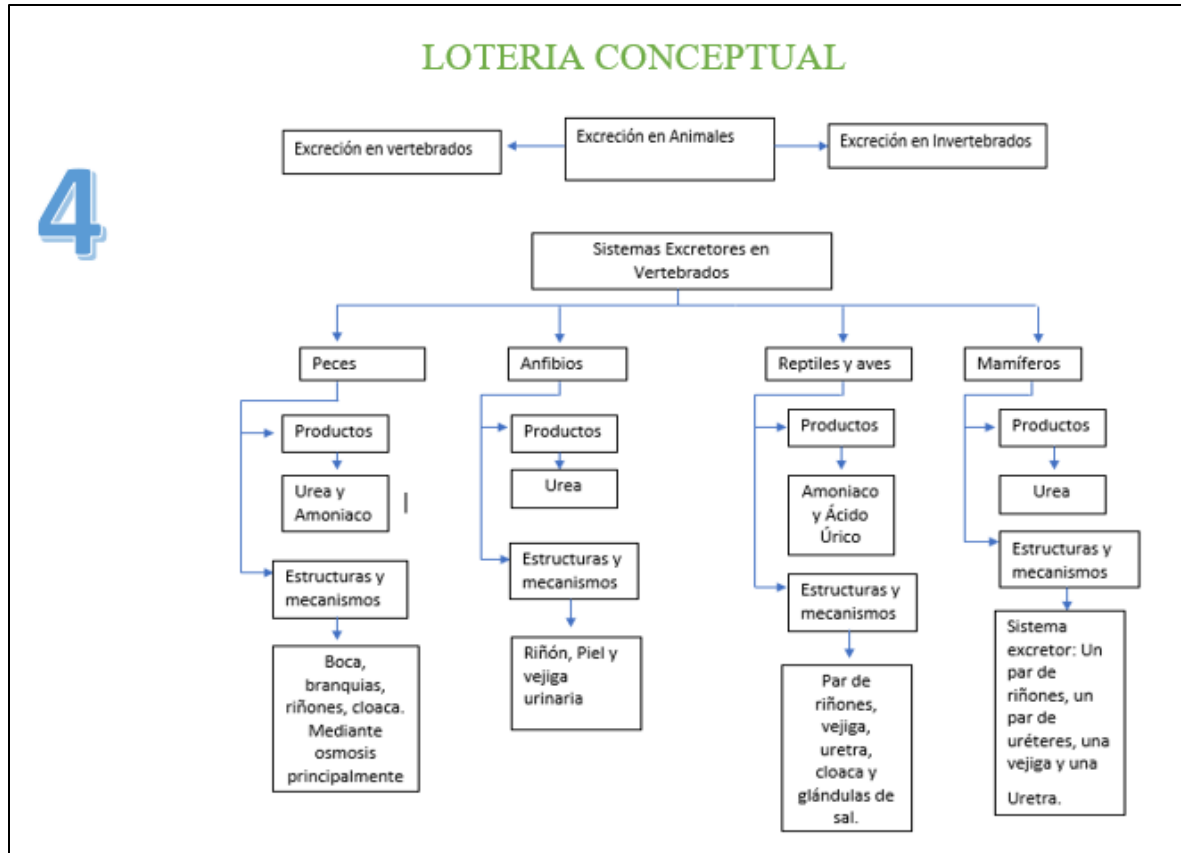 LOTERIA CONCEPTUAL
Excreción en vertebrados
Excreción en Animales
Excreción en Invertebrados
4
Sistemas Excretores en
Vertebrados
Peces
Anfibios
Reptiles y aves
Mamíferos
Productos
Urea y
Amoniaco
Estructuras y
mecanismos
Boca,
branquias,
riñones, cloaca.
Mediante
osmosis
principalmente
Productos
Urea
Estructuras y
mecanismos
Riñón, Piel y
vejiga
urinaria
Productos
Amoniaco
y Ácido
Úrico
Estructuras y
mecanismos
Par de
riñones,
vejiga,
uretra,
cloaca y
glándulas de
sal.
Productos
Urea
Estructuras y
mecanismos
Sistema
excretor: Un
par de
riñones, un
par de
uréteres, una
vejiga y una
Uretra.